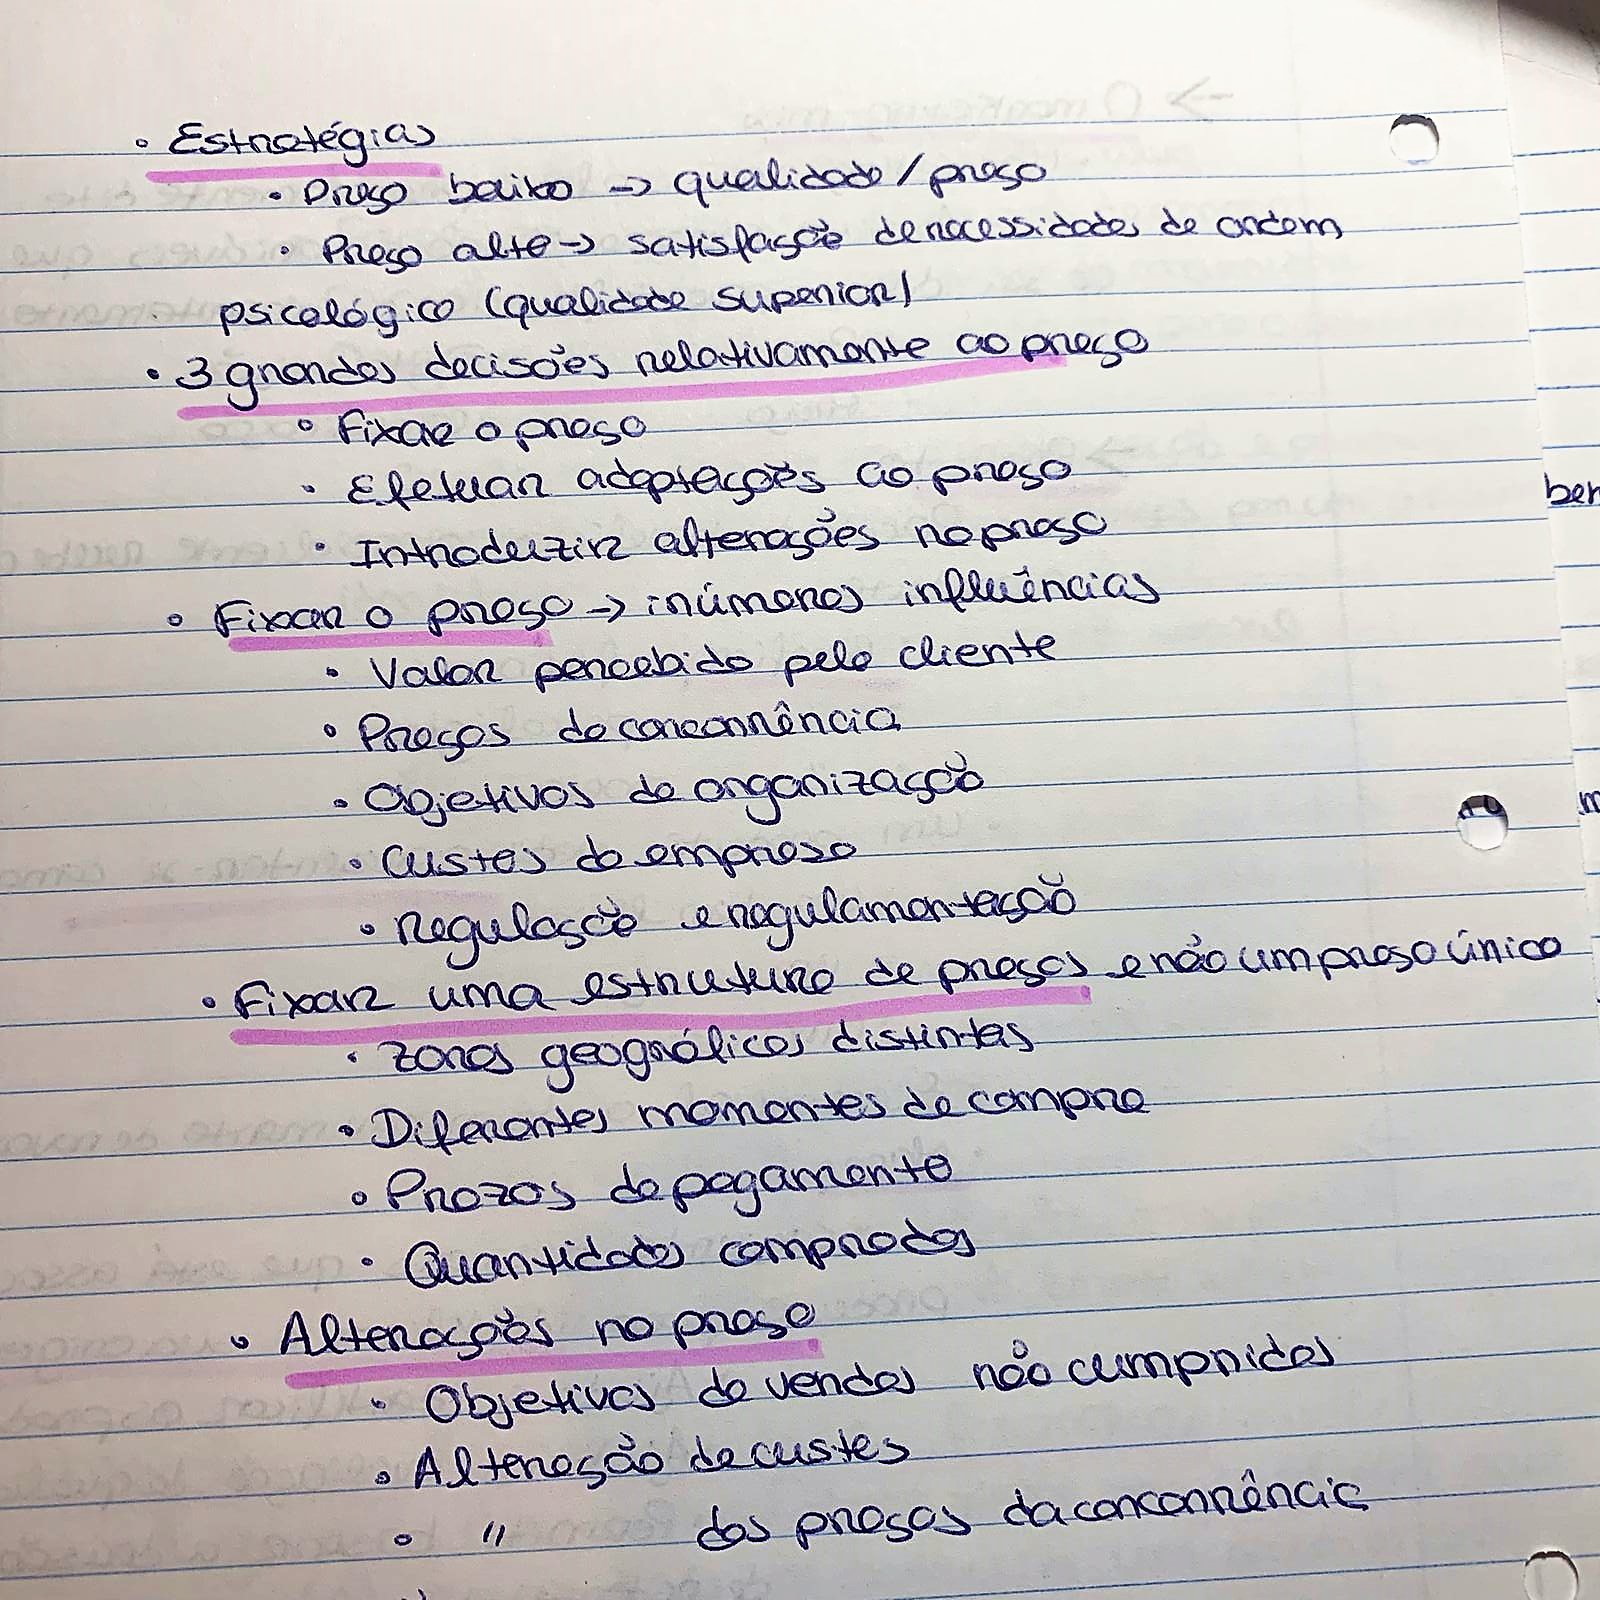 • Estratégias
• Preço baixo → qualidade / preço
• Preço alto → satisfação de necessidades de ordem
psicológico (qualidade superior)
• 3 grandes decisões relativamente ao preço
• Fixar o preço
• Efetuar adaptações ao preço
• Introduzir alterações no preço
• Fixar o preço → inúmeras influências
• Valor percebido pelo cliente
• Preços da concorrência
• Objetivos da organização
• Custos da empresa
• Regulação e regulamentação
• Fixar uma estrutura de preços e não um preço único
• Zonas geográficas distintas
• Diferentes momentos de compra
• Prazos de pagamento
• Quantidades compradas
• Alterações no preço
• Objetivos de vendas não cumpridos
• Alteração de custos
• " dos preços da concorrência